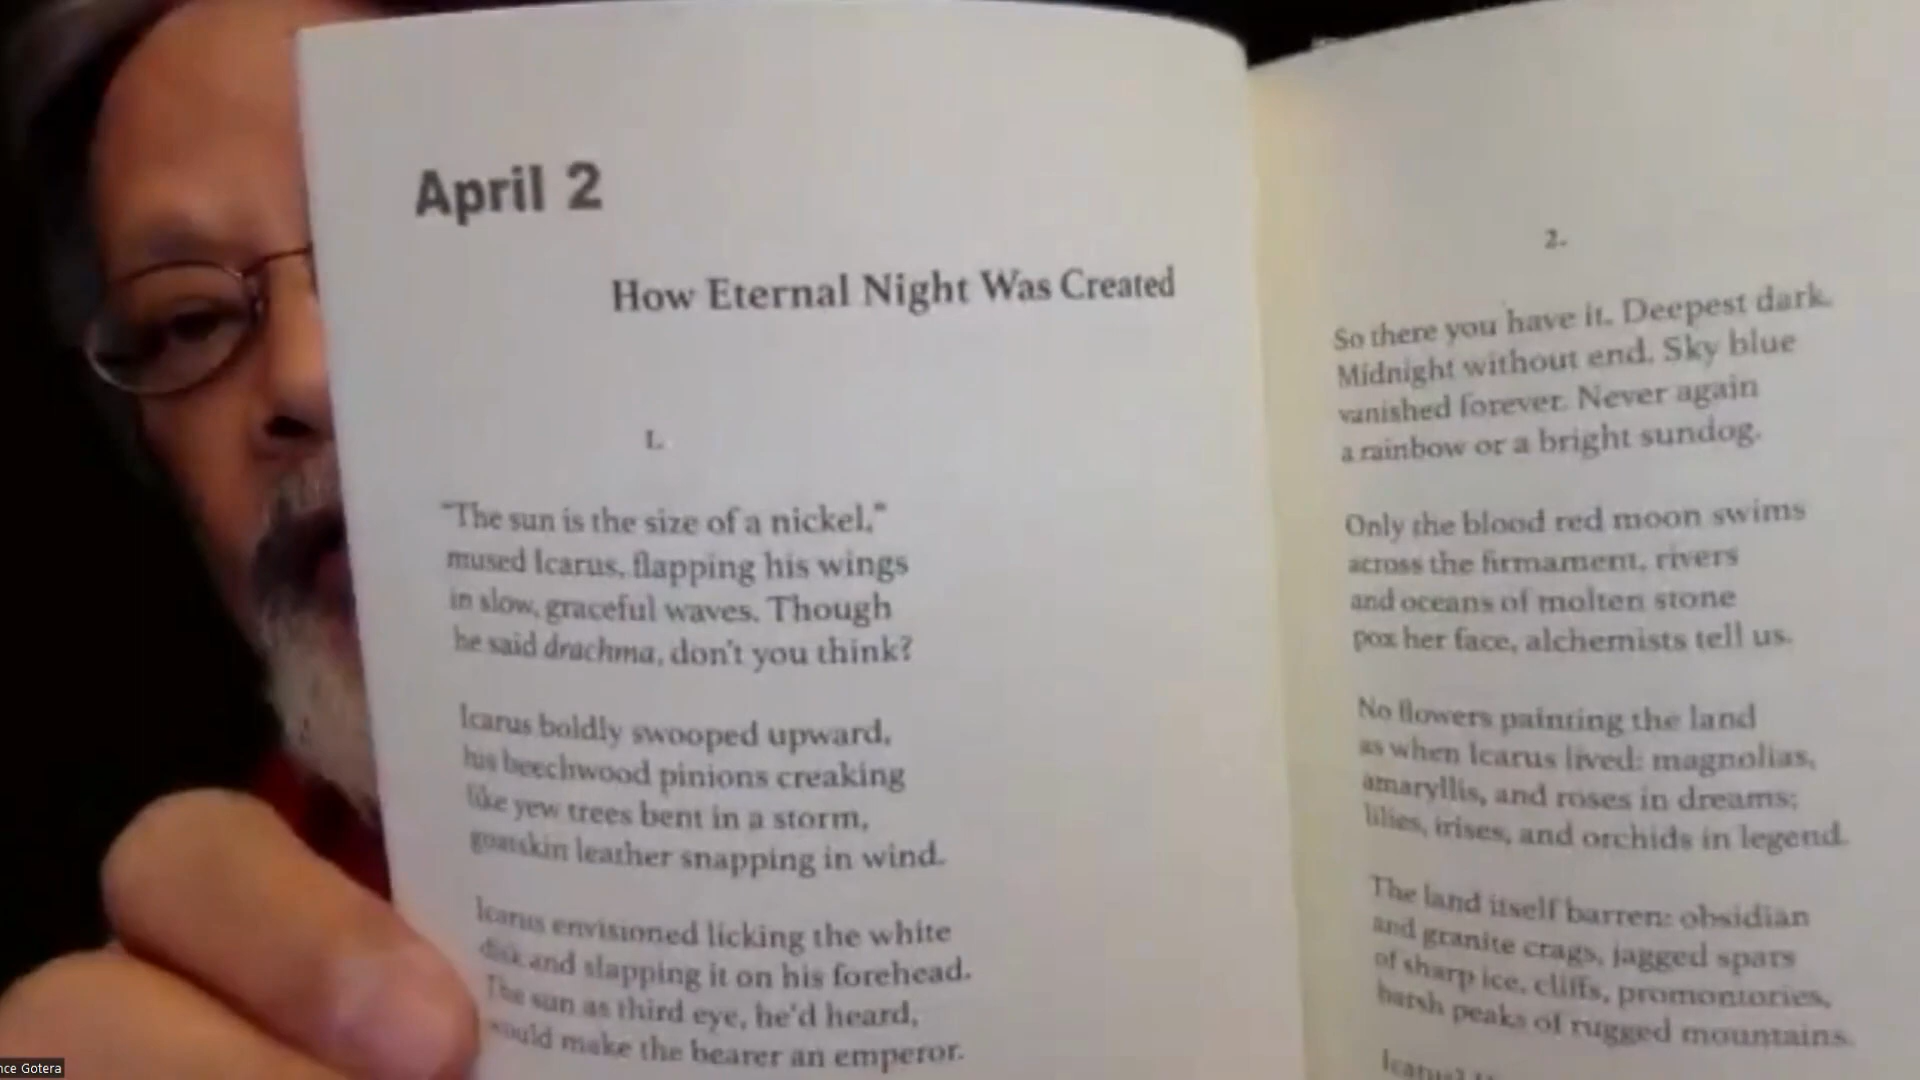 April 2
How Eternal Night Was Created
1.
"The sun is the size of a nickel,"
mused Icarus, flapping his wings
in slow, graceful waves. Though
he said drachma, don't you think?
Icarus boldly swooped upward,
his beechwood pinions creaking
like yew trees bent in a storm,
goatskin leather snapping in wind.
Icarus envisioned licking the white
disk and slapping it on his forehead.
The sun as third eye, he'd heard,
would make the bearer an emperor.
2.
So there you have it. Deepest dark.
Midnight without end. Sky blue
vanished forever. Never again
a rainbow or a bright sundog.
Only the blood red moon swims
across the firmament, rivers
and oceans of molten stone
pox her face, alchemists tell us.
No flowers painting the land
as when Icarus lived: magnolias,
amaryllis, and roses in dreams;
lilies, irises, and orchids in legend.
The land itself barren: obsidian
and granite crags, jagged spars
of sharp ice, cliffs, promontories,
harsh peaks of rugged mountains.
nce Gotera